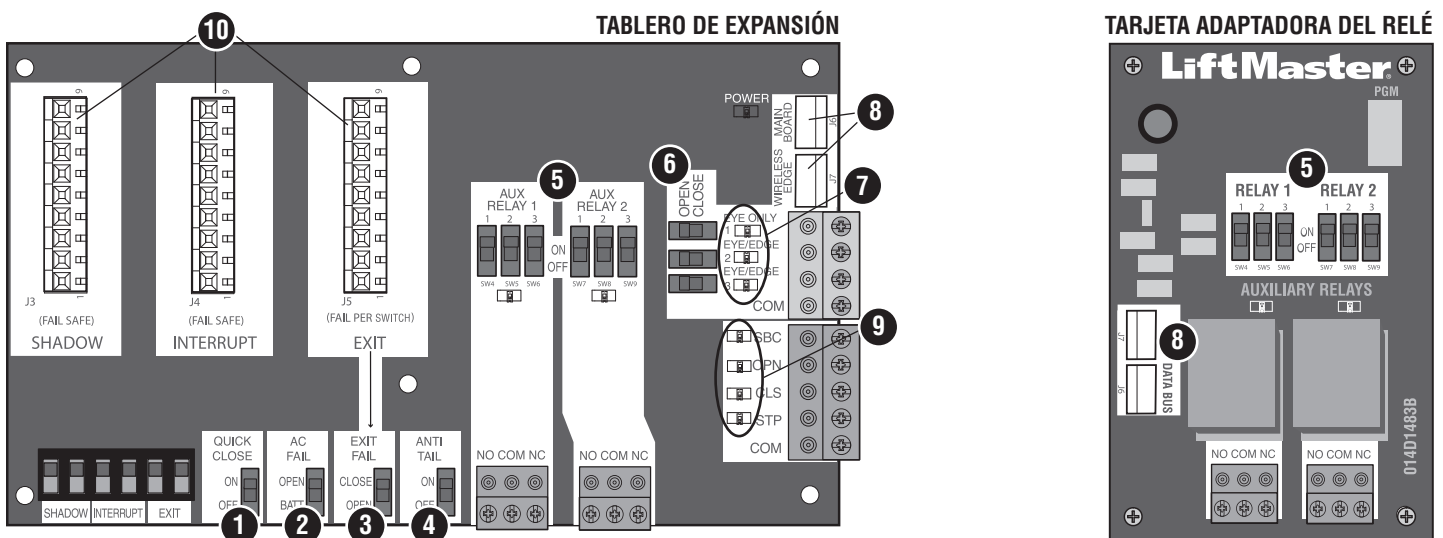 TABLERO DE EXPANSIÓN
10
9
9
9
POWER
MAIN BOARD
J6
8
WIRELESS EDGE
J7
6
OPEN
CLOSE
7
5
AUX RELAY 1
AUX RELAY 2
1 2 3
1 2 3
ON
OFF
SW4 SW5 SW6
SW7 SW8 SW9
EYE ONLY
1
EYE/EDGE
2
EYE/EDGE
3
COM
9
SBC
OPN
CLS
STP
COM
J3
1
(FAIL SAFE)
SHADOW
J4
1
(FAIL SAFE)
INTERRUPT
J5
1
(FAIL PER SWITCH)
EXIT
SHADOW INTERRUPT EXIT
QUICK CLOSE
ON
OFF
1
AC FAIL
OPEN
BATT
2
EXIT FAIL
CLOSE
OPEN
3
ANTI TAIL
ON
OFF
4
NO COM NC
NO COM NC
TARJETA ADAPTADORA DEL RELÉ
LiftMaster®
PGM
5
RELAY 1
RELAY 2
1 2 3
1 2 3
ON
OFF
SW4 SW5 SW6
SW7 SW8 SW9
AUXILIARY RELAYS
J7
8
J6
DATA BUS
NO COM NC
NO COM NC
014D1483B